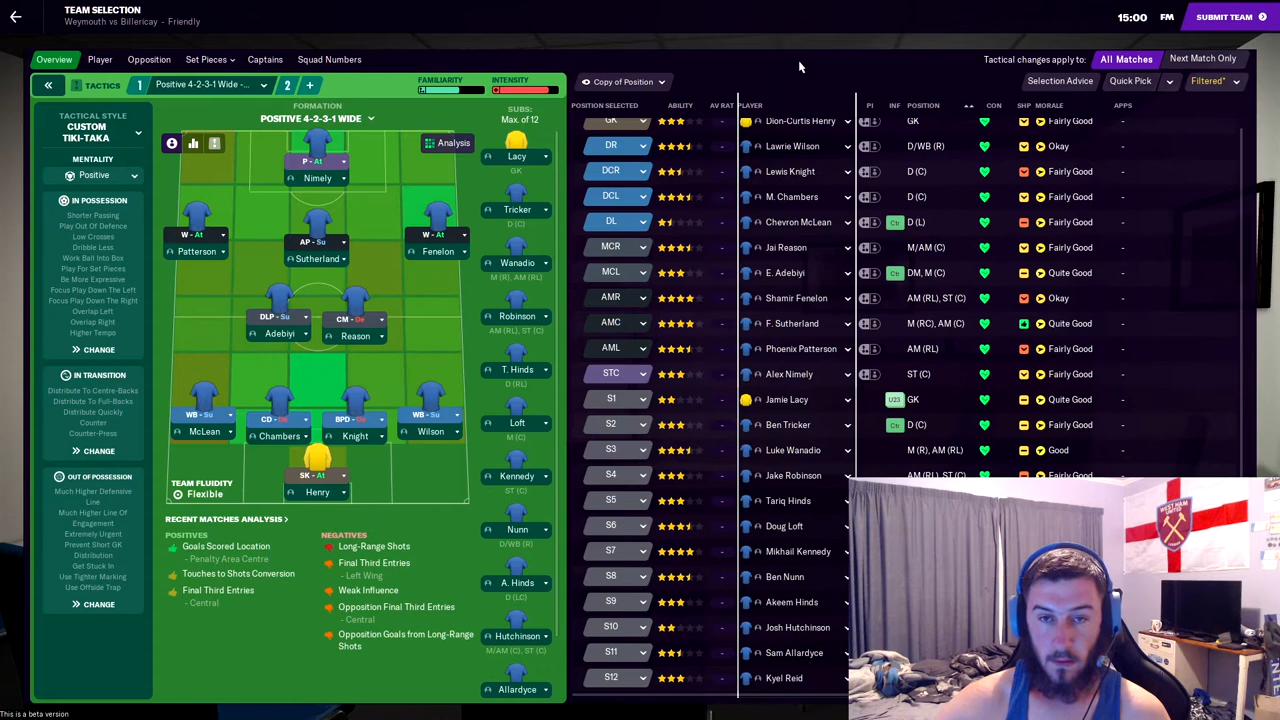 TEAM SELECTION
Weymouth vs Billericay - Friendly
15:00
FM
SUBMIT TEAM
Overview
Player
Opposition
Set Pieces
Captains
Squad Numbers
Tactical changes apply to:
All Matches
Next Match Only
TACTICS
1
Positive 4-2-3-1 Wide -...
2
+
FAMILIARITY
INTENSITY
Copy of Position
Selection Advice
Quick Pick
Filtered*
TACTICAL STYLE
CUSTOM
TIKI-TAKA
MENTALITY
Positive
IN POSSESSION
Shorter Passing
Play Out Of Defence
Low Crosses
Dribble Less
Work Ball Into Box
Play For Set Pieces
Be More Expressive
Focus Play Down The Left
Focus Play Down The Right
Overlap Left
Overlap Right
Higher Tempo
CHANGE
IN TRANSITION
Distribute To Centre-Backs
Distribute To Full-Backs
Distribute Quickly
Counter
Counter-Press
CHANGE
OUT OF POSSESSION
Much Higher Defensive
Line
Much Higher Line Of
Engagement
Extremely Urgent
Prevent Short GK
Distribution
Get Stuck In
Use Tighter Marking
Use Offside Trap
CHANGE
FORMATION
POSITIVE 4-2-3-1 WIDE
Analysis
P - At
Nimely
W - At
Patterson
AP - Su
Sutherland
W - At
Fenelon
DLP - Su
Adebiyi
CM - De
Reason
WB - Su
McLean
CD - De
Chambers
BPD - De
Knight
WB - Su
Wilson
SK - At
Henry
TEAM FLUIDITY
Flexible
RECENT MATCHES ANALYSIS >
POSITIVES
Goals Scored Location
- Penalty Area Centre
Touches to Shots Conversion
Final Third Entries
- Central
NEGATIVES
Long-Range Shots
Final Third Entries
- Left Wing
Weak Influence
Opposition Final Third Entries
- Central
Opposition Goals from Long-Range
Shots
SUBS:
Max. of 12
Lacy
GK
Tricker
D (C)
Wanadio
M (R), AM (RL)
Robinson
AM (RL), ST (C)
T. Hinds
D (RL)
Loft
M (C)
Kennedy
ST (C)
Nunn
D/WB (R)
A. Hinds
D (LC)
Hutchinson
M/AM (C), ST (C)
Allardyce
POSITION SELECTED ABILITY AV RAT PLAYER PI INF POSITION CON SHP MORALE APPS
GK Dion-Curtis Henry GK Fairly Good -
DR - Lawrie Wilson D/WB (R) Okay -
DCR - Lewis Knight D (C) Fairly Good -
DCL - M. Chambers D (C) Fairly Good -
DL - Chevron McLean Ctr D (L) Fairly Good -
MCR - Jai Reason M/AM (C) Fairly Good -
MCL - E. Adebiyi Ctr DM, M (C) Quite Good -
AMR - Shamir Fenelon AM (RL), ST (C) Okay -
AMC - F. Sutherland M (RC), AM (C) Quite Good -
AML - Phoenix Patterson AM (RL) Fairly Good -
STC - Alex Nimely ST (C) Fairly Good -
S1 - Jamie Lacy U23 GK Quite Good -
S2 - Ben Tricker Ctr D (C) Fairly Good -
S3 - Luke Wanadio M (R), AM (RL) Good -
S4 - Jake Robinson AM (RL), ST (C) Fairly Good -
S5 - Tariq Hinds
S6 - Doug Loft
S7 - Mikhail Kennedy
S8 - Ben Nunn
S9 - Akeem Hinds
S10 - Josh Hutchinson
S11 - Sam Allardyce
S12 - Kyel Reid
WEST HAM
UNITED
This is a beta version